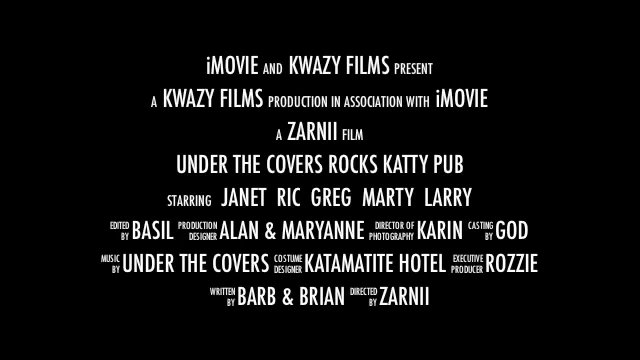 iMOVIE AND KWAZY FILMS PRESENT
A KWAZY FILMS PRODUCTION IN ASSOCIATION WITH iMOVIE
A ZARNII FILM
UNDER THE COVERS ROCKS KATTY PUB
STARRING JANET RIC GREG MARTY LARRY
EDITED BY BASIL PRODUCTION DESIGNER ALAN & MARYANNE DIRECTOR OF PHOTOGRAPHY KARIN CASTING BY GOD
MUSIC BY UNDER THE COVERS COSTUME DESIGNER KATAMATITE HOTEL EXECUTIVE PRODUCER ROZZIE
WRITTEN BY BARB & BRIAN DIRECTED BY ZARNII